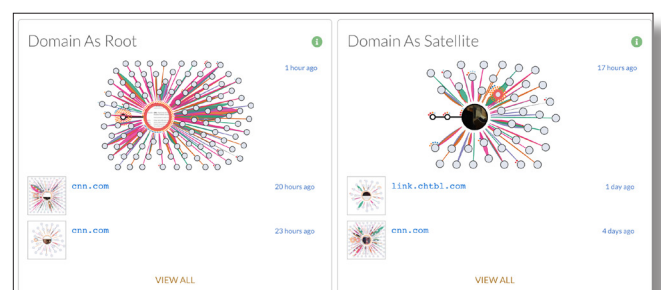 Domain As Root
1 hour ago
cnn.com
20 hours ago
cnn.com
23 hours ago
VIEW ALL
Domain As Satellite
17 hours ago
link.chtbl.com
1 day ago
cnn.com
4 days ago
VIEW ALL